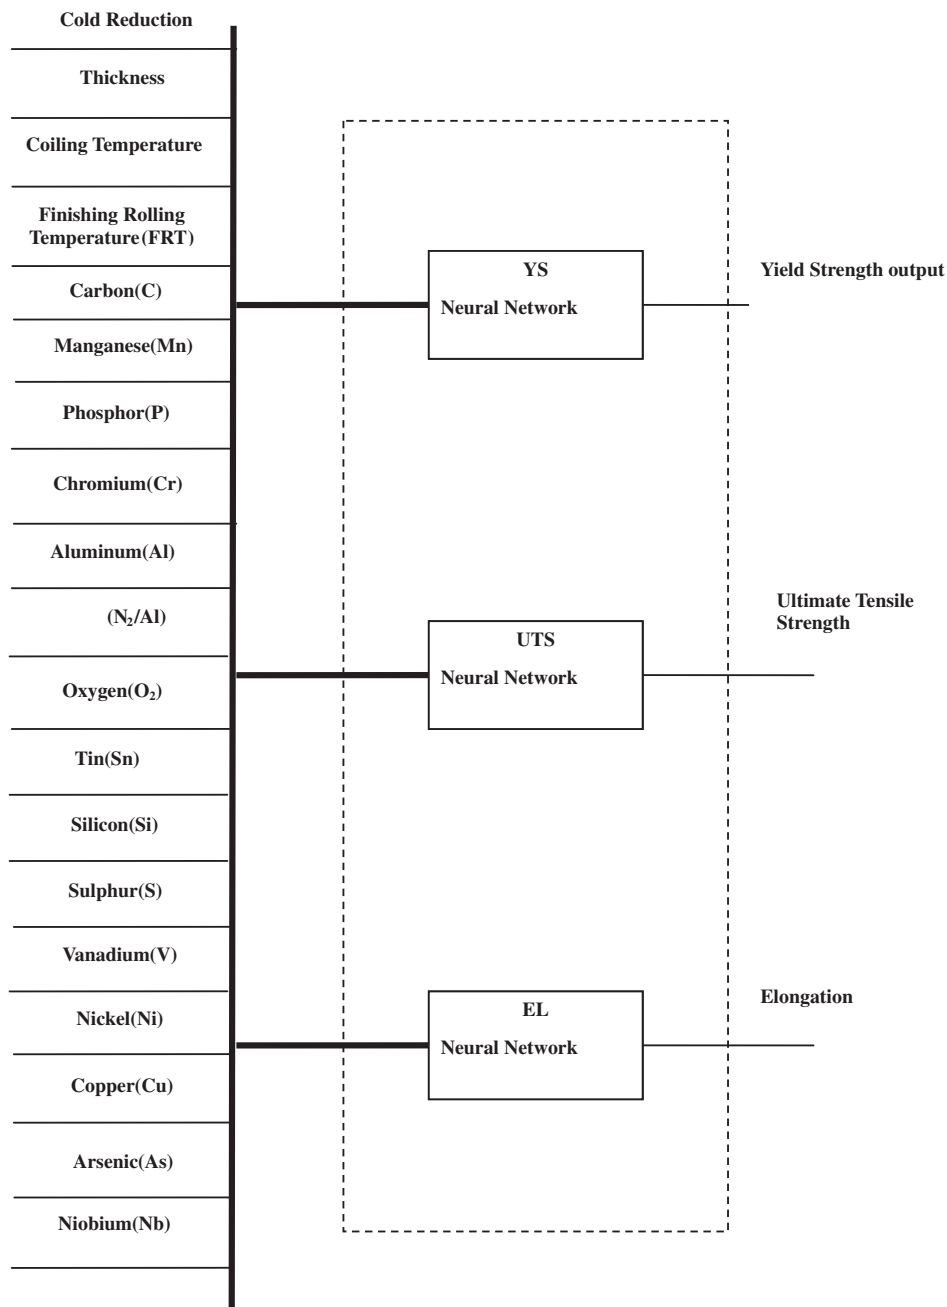 Cold Reduction
Thickness
Coiling Temperature
Finishing Rolling
Temperature(FRT)
Carbon(C)
Manganese(Mn)
Phosphor(P)
Chromium(Cr)
Aluminum(Al)
(N₂/Al)
Oxygen(O₂)
Tin(Sn)
Silicon(Si)
Sulphur(S)
Vanadium(V)
Nickel(Ni)
Copper(Cu)
Arsenic(As)
Niobium(Nb)
YS
Neural Network
Yield Strength output
UTS
Neural Network
Ultimate Tensile
Strength
EL
Neural Network
Elongation